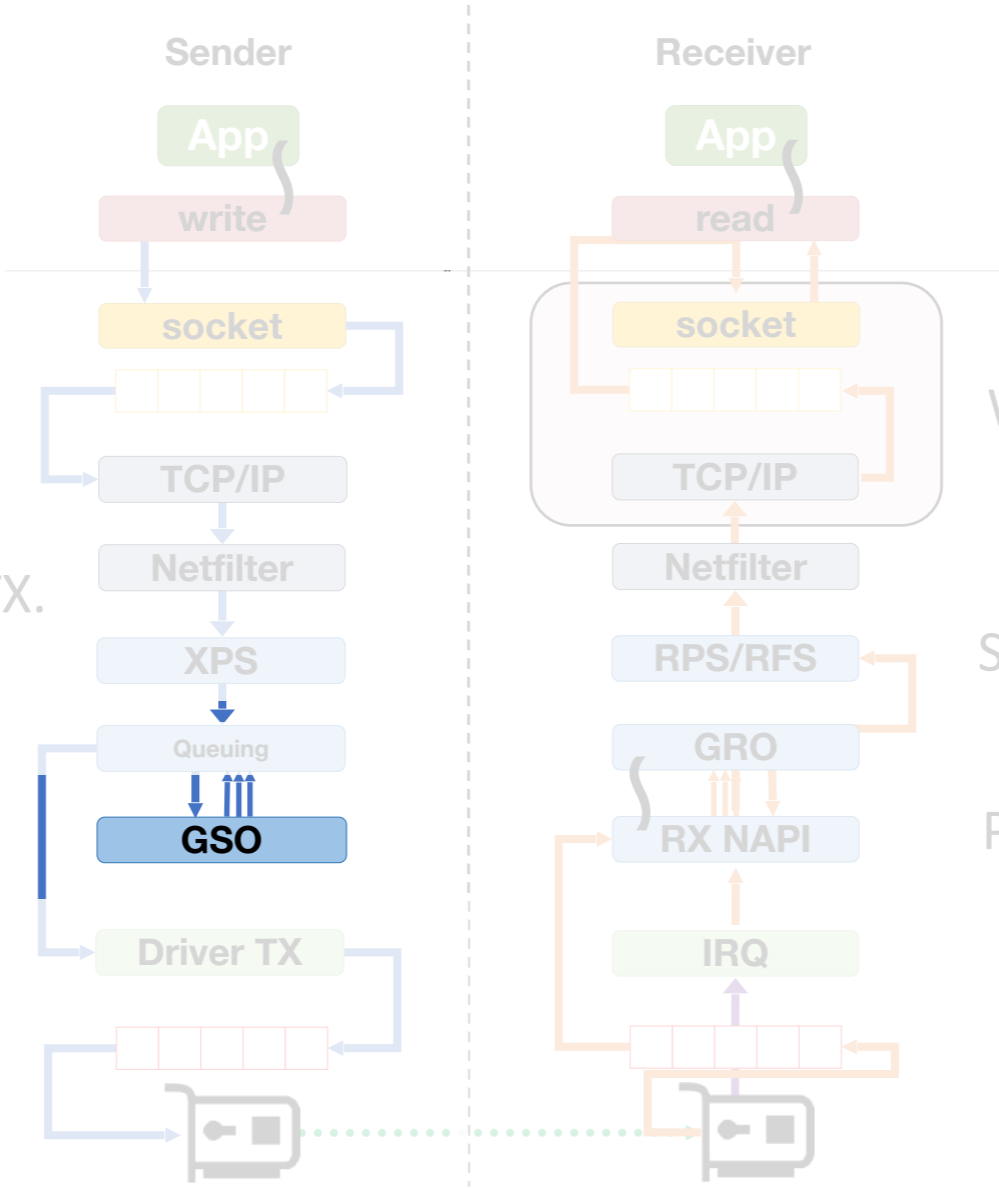 Sender
App
write
socket
TCP/IP
Netfilter
XPS
Queuing
GSO
Driver TX
Receiver
App
read
socket
TCP/IP
Netfilter
RPS/RFS
GRO
RX NAPI
IRQ
TX.